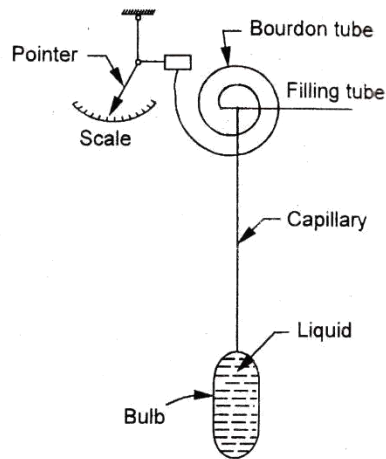 Bourdon tube
Pointer
Filling tube
Scale
Capillary
Liquid
Bulb